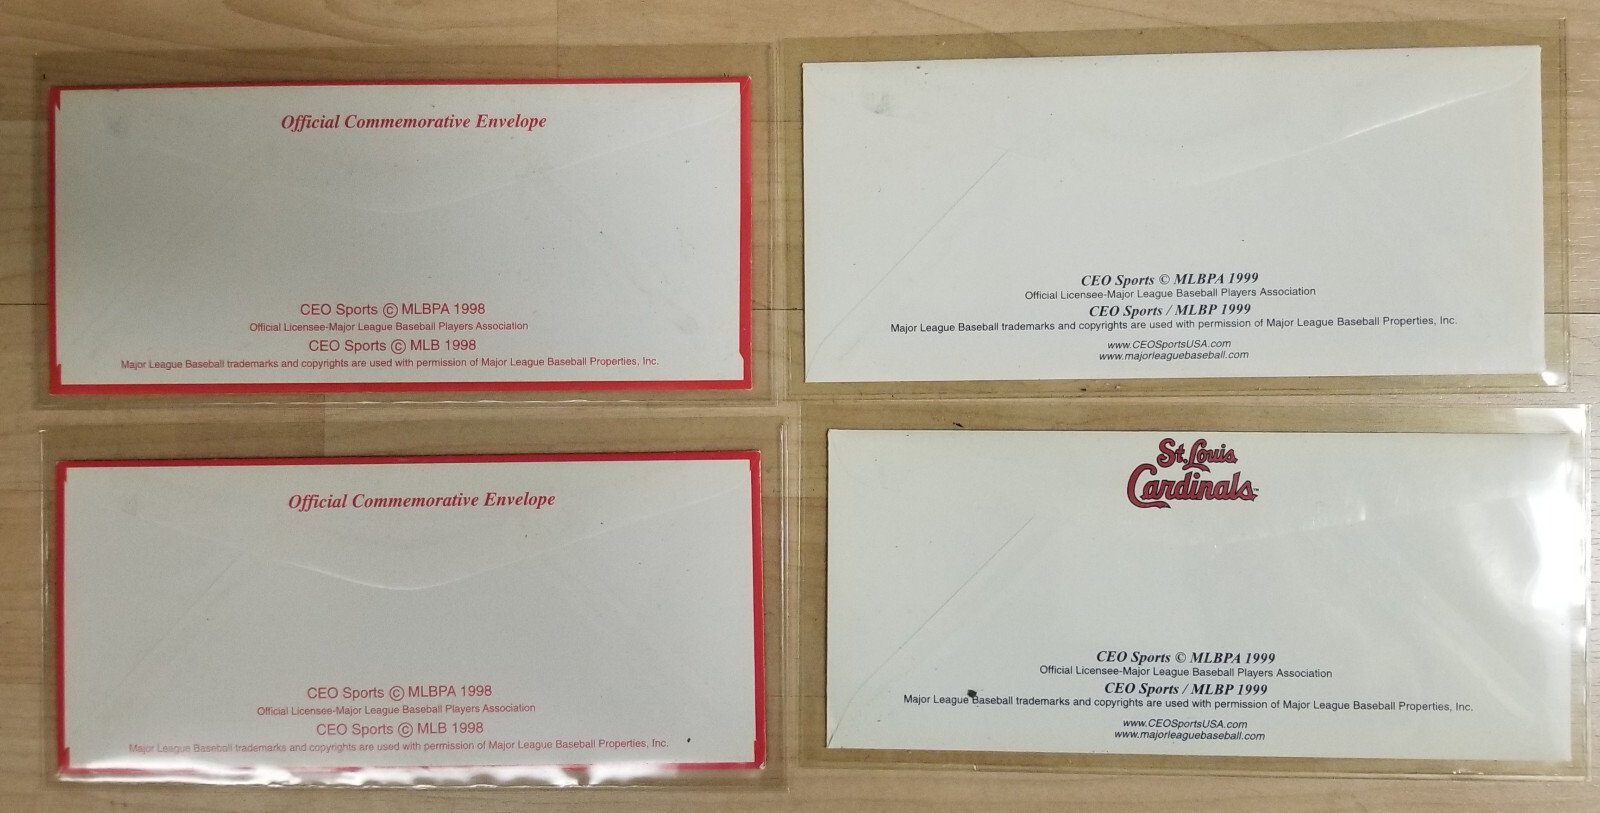 Official Commemorative Envelope
CEO Sports © MLBPA 1998
Official Licensee-Major League Baseball Players Association
CEO Sports © MLB 1998
Major League Baseball trademarks and copyrights are used with permission of Major League Baseball Properties, Inc.
CEO Sports © MLBPA 1999
Official Licensee-Major League Baseball Players Association
CEO Sports / MLBP 1999
Major League Baseball trademarks and copyrights are used with permission of Major League Baseball Properties, Inc.
www.CEOSportsUSA.com
www.majorleaguebaseball.com
Official Commemorative Envelope
CEO Sports © MLBPA 1998
Official Licensee-Major League Baseball Players Association
CEO Sports © MLB 1998
Major League Baseball trademarks and copyrights are used with permission of Major League Baseball Properties, Inc.
St. Louis
Cardinals™
CEO Sports © MLBPA 1999
Official Licensee-Major League Baseball Players Association
CEO Sports / MLBP 1999
Major League Baseball trademarks and copyrights are used with permission of Major League Baseball Properties, Inc.
www.CEOSportsUSA.com
www.majorleaguebaseball.com